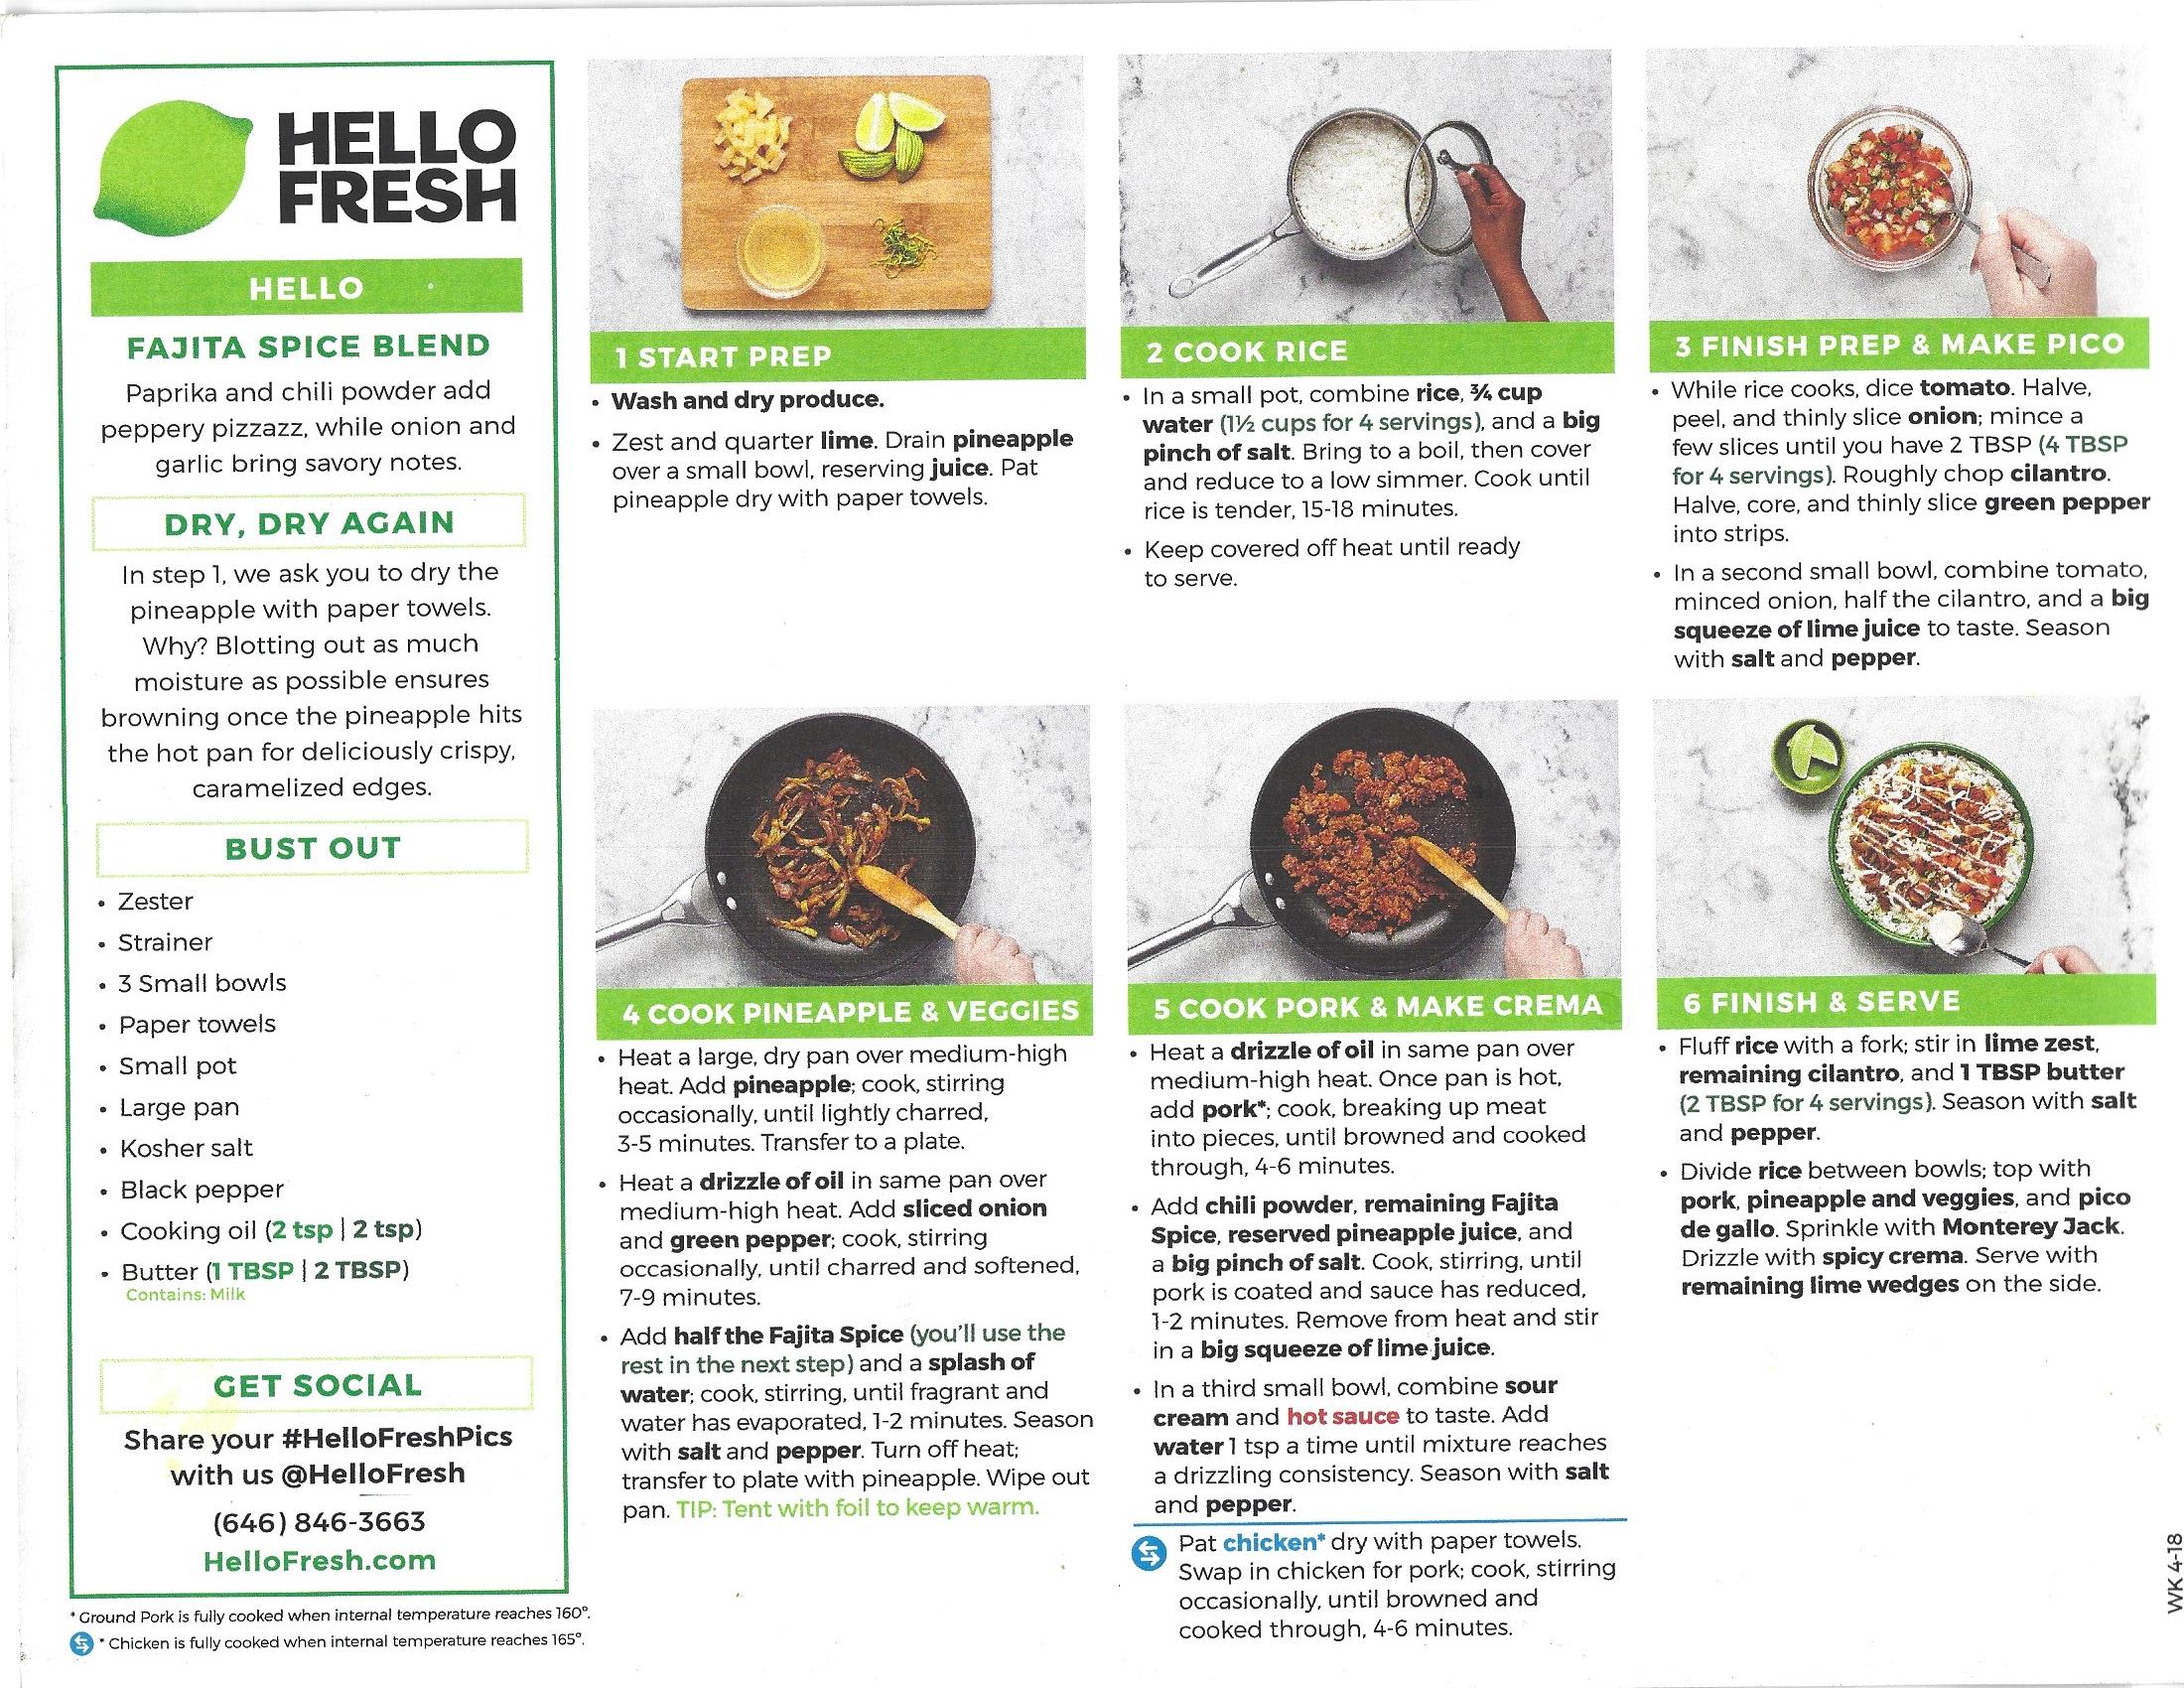 HELLO
FRESH
HELLO
FAJITA SPICE BLEND
Paprika and chili powder add
peppery pizzazz, while onion and
garlic bring savory notes.
DRY, DRY AGAIN
In step 1, we ask you to dry the
pineapple with paper towels.
Why? Blotting out as much
moisture as possible ensures
browning once the pineapple hits
the hot pan for deliciously crispy,
caramelized edges.
BUST OUT
• Zester
• Strainer
• 3 Small bowls
• Paper towels
• Small pot
• Large pan
• Kosher salt
• Black pepper
• Cooking oil (2 tsp | 2 tsp)
• Butter (1 TBSP | 2 TBSP)
Contains: Milk
GET SOCIAL
Share your #HelloFreshPics
with us @HelloFresh
(646) 846-3663
HelloFresh.com
* Ground Pork is fully cooked when internal temperature reaches 160°.
* Chicken is fully cooked when internal temperature reaches 165°.
1 START PREP
• Wash and dry produce.
• Zest and quarter lime. Drain pineapple
over a small bowl, reserving juice. Pat
pineapple dry with paper towels.
2 COOK RICE
• In a small pot, combine rice, ¾ cup
water (1½ cups for 4 servings), and a big
pinch of salt. Bring to a boil, then cover
and reduce to a low simmer. Cook until
rice is tender, 15-18 minutes.
• Keep covered off heat until ready
to serve.
3 FINISH PREP & MAKE PICO
• While rice cooks, dice tomato. Halve,
peel, and thinly slice onion; mince a
few slices until you have 2 TBSP (4 TBSP
for 4 servings). Roughly chop cilantro.
Halve, core, and thinly slice green pepper
into strips.
• In a second small bowl, combine tomato,
minced onion, half the cilantro, and a big
squeeze of lime juice to taste. Season
with salt and pepper.
4 COOK PINEAPPLE & VEGGIES
• Heat a large, dry pan over medium-high
heat. Add pineapple; cook, stirring
occasionally, until lightly charred,
3-5 minutes. Transfer to a plate.
• Heat a drizzle of oil in same pan over
medium-high heat. Add sliced onion
and green pepper; cook, stirring
occasionally, until charred and softened,
7-9 minutes.
• Add half the Fajita Spice (you'll use the
rest in the next step) and a splash of
water; cook, stirring, until fragrant and
water has evaporated, 1-2 minutes. Season
with salt and pepper. Turn off heat;
transfer to plate with pineapple. Wipe out
pan. TIP: Tent with foil to keep warm.
5 COOK PORK & MAKE CREMA
• Heat a drizzle of oil in same pan over
medium-high heat. Once pan is hot,
add pork*; cook, breaking up meat
into pieces, until browned and cooked
through, 4-6 minutes.
• Add chili powder, remaining Fajita
Spice, reserved pineapple juice, and
a big pinch of salt. Cook, stirring, until
pork is coated and sauce has reduced,
1-2 minutes. Remove from heat and stir
in a big squeeze of lime juice.
• In a third small bowl, combine sour
cream and hot sauce to taste. Add
water 1 tsp a time until mixture reaches
a drizzling consistency. Season with salt
and pepper.
Pat chicken* dry with paper towels.
Swap in chicken for pork; cook, stirring
occasionally, until browned and
cooked through, 4-6 minutes.
6 FINISH & SERVE
• Fluff rice with a fork; stir in lime zest,
remaining cilantro, and 1 TBSP butter
(2 TBSP for 4 servings). Season with salt
and pepper.
• Divide rice between bowls; top with
pork, pineapple and veggies, and pico
de gallo. Sprinkle with Monterey Jack.
Drizzle with spicy crema. Serve with
remaining lime wedges on the side.
WK 4-18